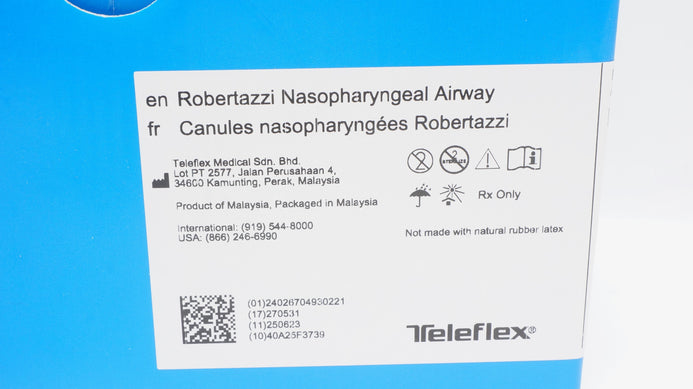 en Robertazzi Nasopharyngeal Airway
fr Canules nasopharyngées Robertazzi
Teleflex Medical Sdn. Bhd.
Lot PT 2577, Jalan Perusahaan 4,
34600 Kamunting, Perak, Malaysia
Product of Malaysia, Packaged in Malaysia
International: (919) 544-8000
USA: (866) 246-6990
2
Rx Only
Not made with natural rubber latex
(01)24026704930221
(17)270531
(11)250623
(10)40A25F3739
Teleflex®